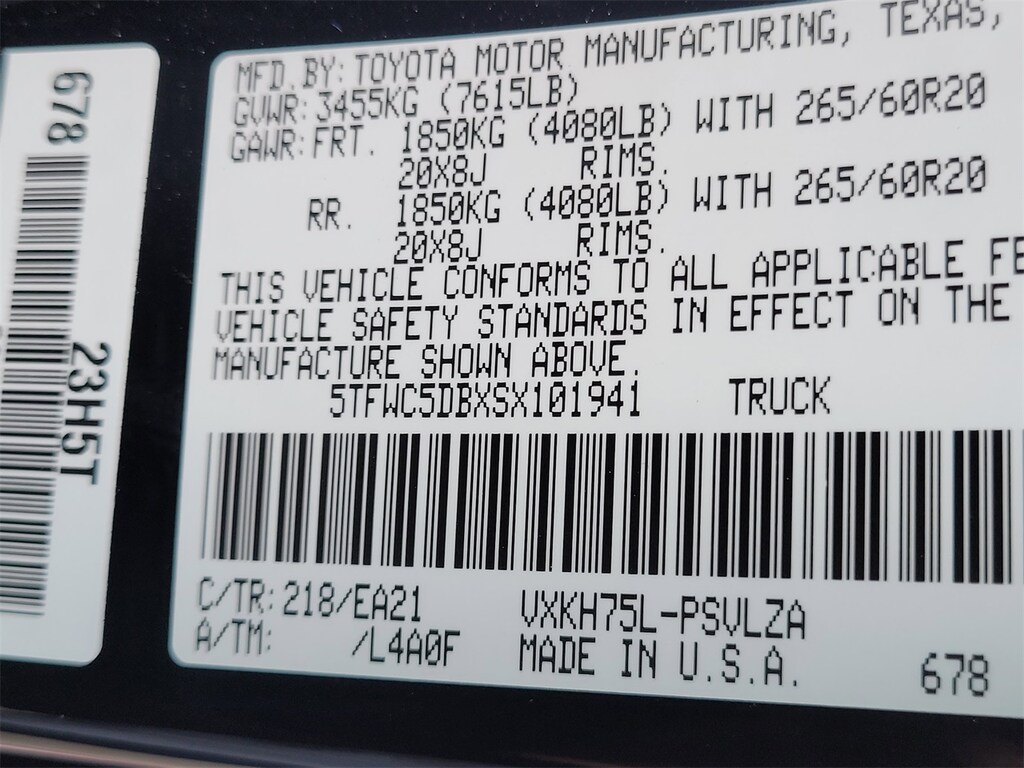 678
23H5T
MFD.BY:TOYOTA MOTOR MANUFACTURING, TEXAS,
GVWR:3455KG (7615LB)
GAWR:FRT. 1850KG (4080LB) WITH 265/60R20
20X8J RIMS.
RR. 1850KG (4080LB) WITH 265/60R20
20X8J RIMS.
THIS VEHICLE CONFORMS TO ALL APPLICABLE FE
VEHICLE SAFETY STANDARDS IN EFFECT ON THE
MANUFACTURE SHOWN ABOVE.
5TFWC5DBXSX101941 TRUCK
C/TR:218/EA21 VXKH75L-PSVLZA
A/TM: /L4A0F MADE IN U.S.A. 678